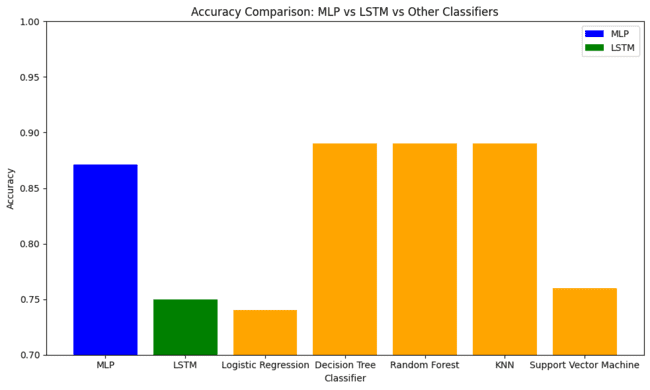 Accuracy Comparison: MLP vs LSTM vs Other Classifiers
1.00
0.95
0.90
0.85
0.80
0.75
0.70
Accuracy
MLP
LSTM
MLP LSTM Logistic Regression Decision Tree Random Forest KNN Support Vector Machine
Classifier